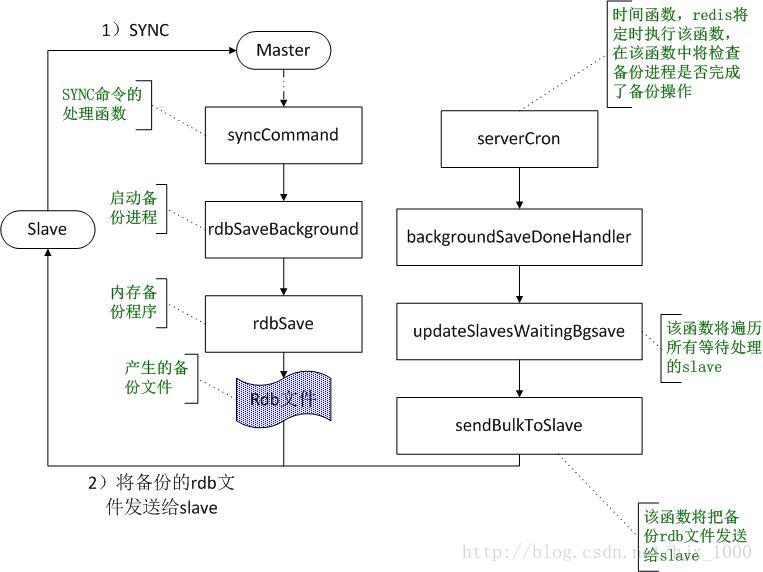 1）SYNC
Master
时间函数，redis将
定时执行该函数，
在该函数中将检查
备份进程是否完成
了备份操作
SYNC命令的
处理函数
syncCommand
serverCron
启动备
份进程
Slave
rdbSaveBackground
backgroundSaveDoneHandler
内存备
份程序
rdbSave
updateSlavesWaitingBgsave
该函数将遍历
所有等待处理
的slave
产生的备
份文件
Rdb文件
sendBulkToSlave
2）将备份的rdb文
件发送给slave
该函数将把备
份rdb文件发送
给slave
http://blog.csdn.net/hjx_1000